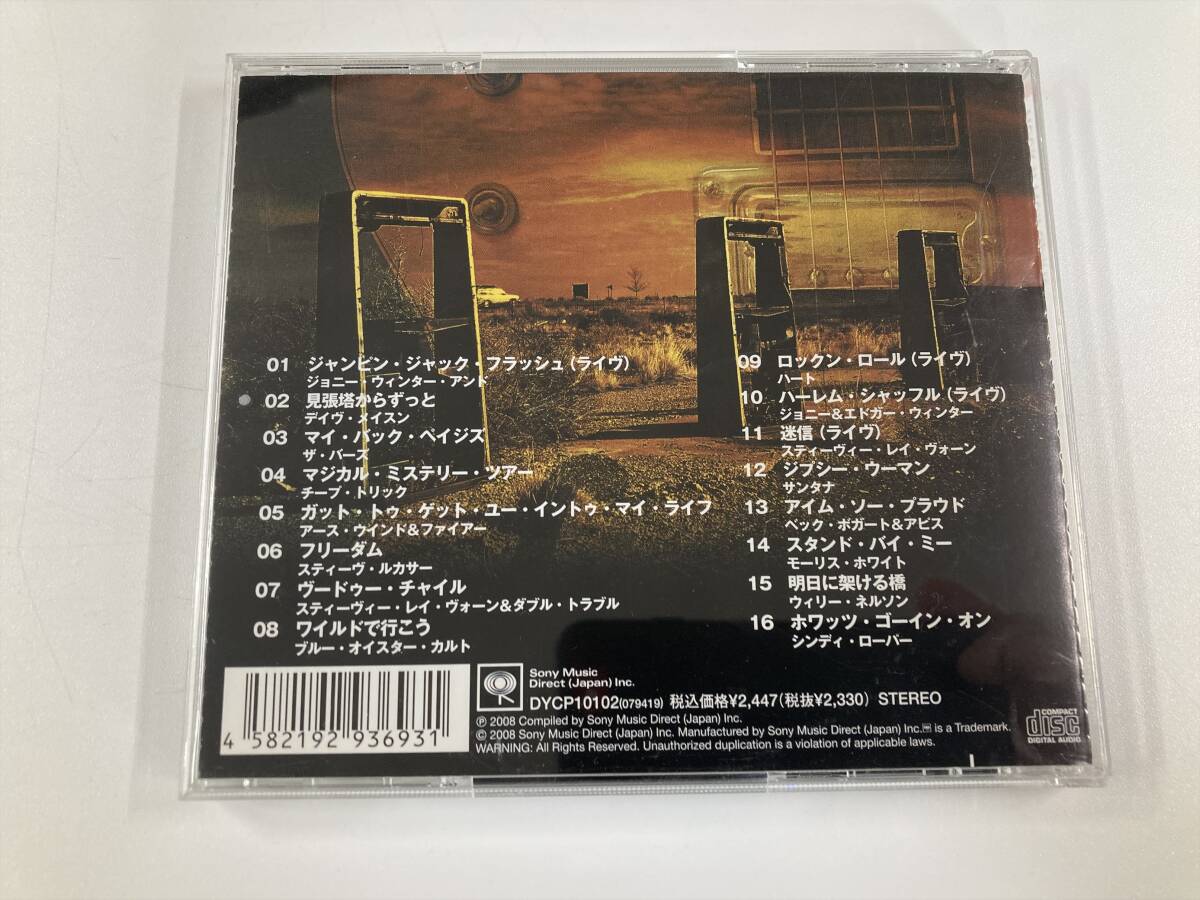 01 ジャンピン・ジャック・フラッシュ(ライヴ)
ジョニー・ウィンター・アンド
02 見張塔からずっと
デイヴ・メイスン
03 マイ・バック・ペイジズ
ザ・バーズ
04 マジカル・ミステリー・ツアー
チープ・トリック
05 ガット・トゥ・ゲット・ユー・イントゥ・マイ・ライフ
アース・ウインド&ファイアー
06 フリーダム
スティーヴ・ルカサー
07 ヴードゥー・チャイル
スティーヴィー・レイ・ヴォーン&ダブル・トラブル
08 ワイルドで行こう
ブルー・オイスター・カルト
09 ロックン・ロール(ライヴ)
ハート
10 ハーレム・シャッフル(ライヴ)
ジョニー&エドガー・ウィンター
11 迷信(ライヴ)
スティーヴィー・レイ・ヴォーン
12 ジプシー・ウーマン
サンタナ
13 アイム・ソー・プラウド
ベック・ボガート&アピス
14 スタンド・バイ・ミー
モーリス・ホワイト
15 明日に架ける橋
ウィリー・ネルソン
16 ホワッツ・ゴーイン・オン
シンディ・ローパー
4 582192 936931
Sony Music
Direct (Japan) Inc.
DYCP10102(079419) 税込価格¥2,447(税抜¥2,330) STEREO
℗ 2008 Compiled by Sony Music Direct (Japan) Inc.
© 2008 Sony Music Direct (Japan) Inc. Manufactured by Sony Music Direct (Japan) Inc. is a Trademark.
WARNING: All Rights Reserved. Unauthorized duplication is a violation of applicable laws.
COMPACT
disc
DIGITAL AUDIO